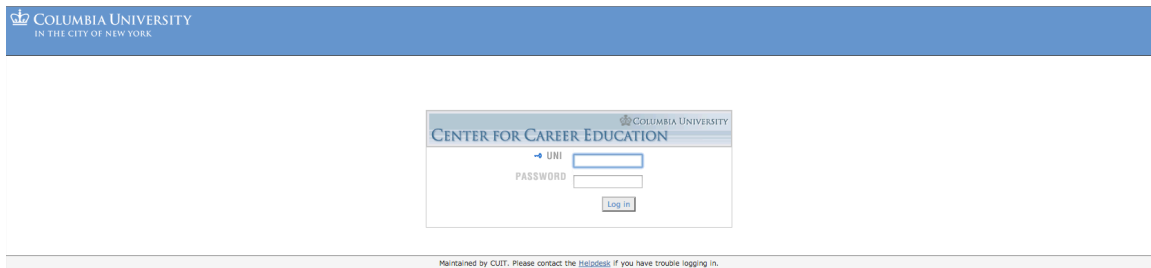 COLUMBIA UNIVERSITY
IN THE CITY OF NEW YORK
COLUMBIA UNIVERSITY
CENTER FOR CAREER EDUCATION
UNI
PASSWORD
Log in
Maintained by CUIT. Please contact the Helpdesk if you have trouble logging in.